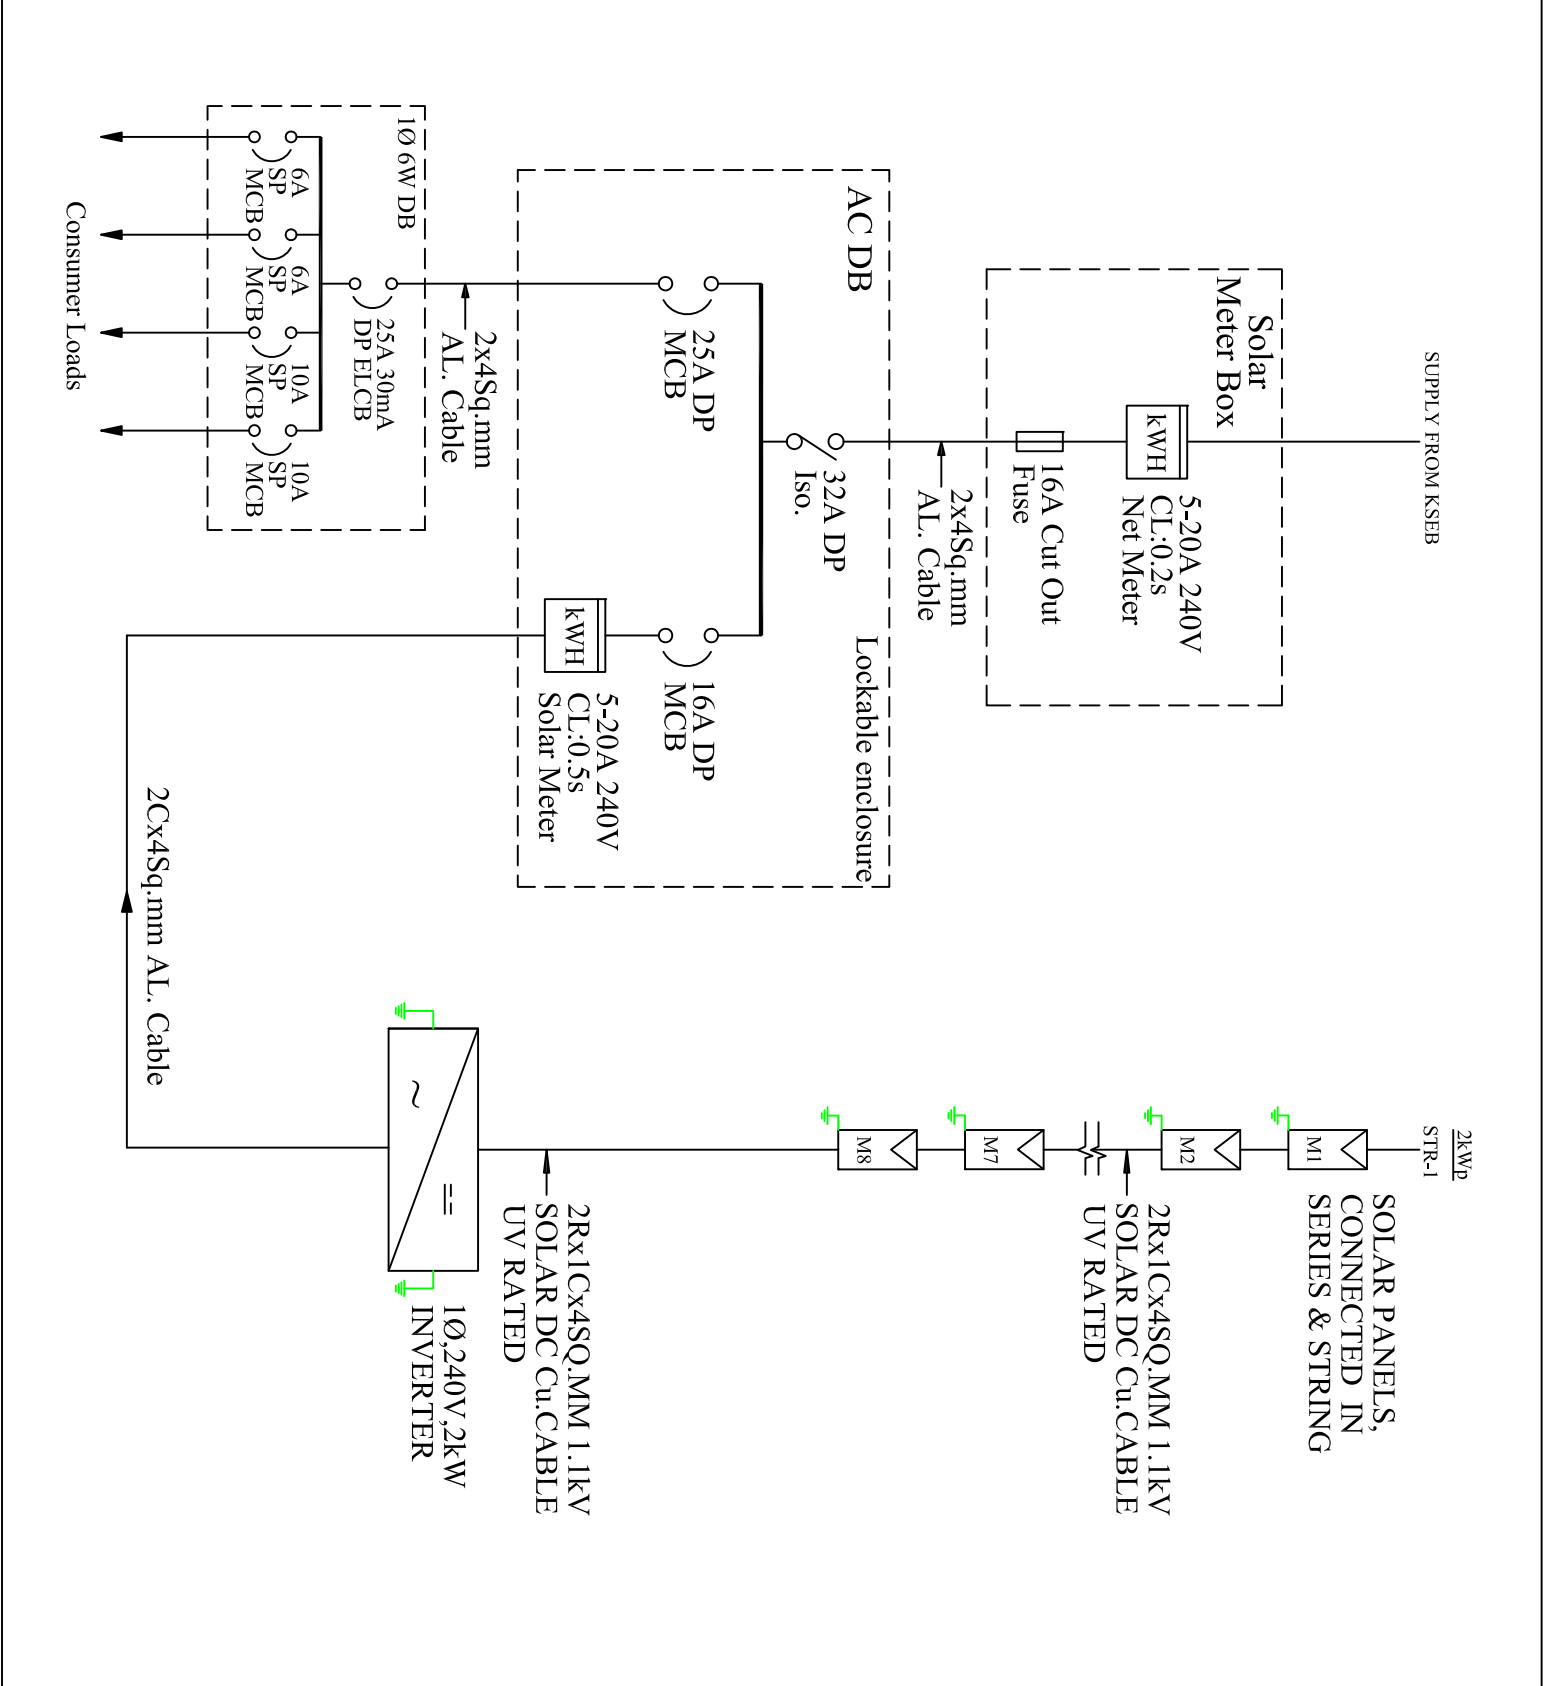 SUPPLY FROM KSEB
2kWp
STR-1
SOLAR PANELS,
CONNECTED IN
SERIES & STRING
M1
M2
2Rx1Cx4SQ.MM 1.1kV
SOLAR DC Cu.CABLE
UV RATED
M7
M8
2Rx1Cx4SQ.MM 1.1kV
SOLAR DC Cu.CABLE
UV RATED
1Ø,240V,2kW
INVERTER
~
==
2Cx4Sq.mm AL. Cable
Solar
Meter Box
kWH
5-20A 240V
CL:0.2s
Net Meter
16A Cut Out
Fuse
2x4Sq.mm
AL. Cable
AC DB
Lockable enclosure
32A DP
Iso.
25A DP
MCB
16A DP
MCB
kWH
5-20A 240V
CL:0.5s
Solar Meter
2x4Sq.mm
AL. Cable
1Ø 6W DB
25A 30mA
DP ELCB
6A
SP
MCB
6A
SP
MCB
10A
SP
MCB
10A
SP
MCB
Consumer Loads